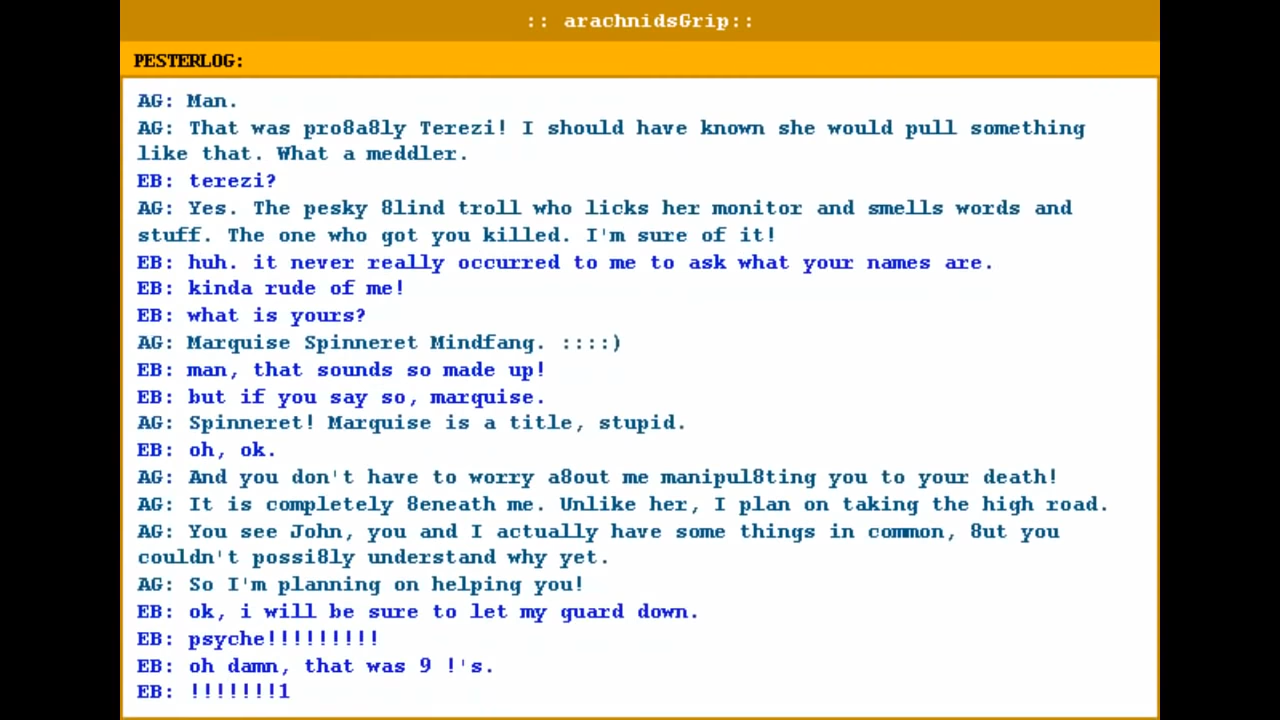 :: arachnidsGrip::
PESTERLOG:
AG: Man.
AG: That was pro8a8ly Terezi! I should have known she would pull something
like that. What a meddler.
EB: terezi?
AG: Yes. The pesky 8lind troll who licks her monitor and smells words and
stuff. The one who got you killed. I'm sure of it!
EB: huh. it never really occurred to me to ask what your names are.
EB: kinda rude of me!
EB: what is yours?
AG: Marquise Spinneret Mindfang. ::::)
EB: man, that sounds so made up!
EB: but if you say so, marquise.
AG: Spinneret! Marquise is a title, stupid.
EB: oh, ok.
AG: And you don't have to worry a8out me manipul8ting you to your death!
AG: It is completely 8eneath me. Unlike her, I plan on taking the high road.
AG: You see John, you and I actually have some things in common, 8ut you
couldn't possi8ly understand why yet.
AG: So I'm planning on helping you!
EB: ok, i will be sure to let my guard down.
EB: psyche!!!!!!!!!
EB: oh damn, that was 9 !'s.
EB: !!!!!!!1